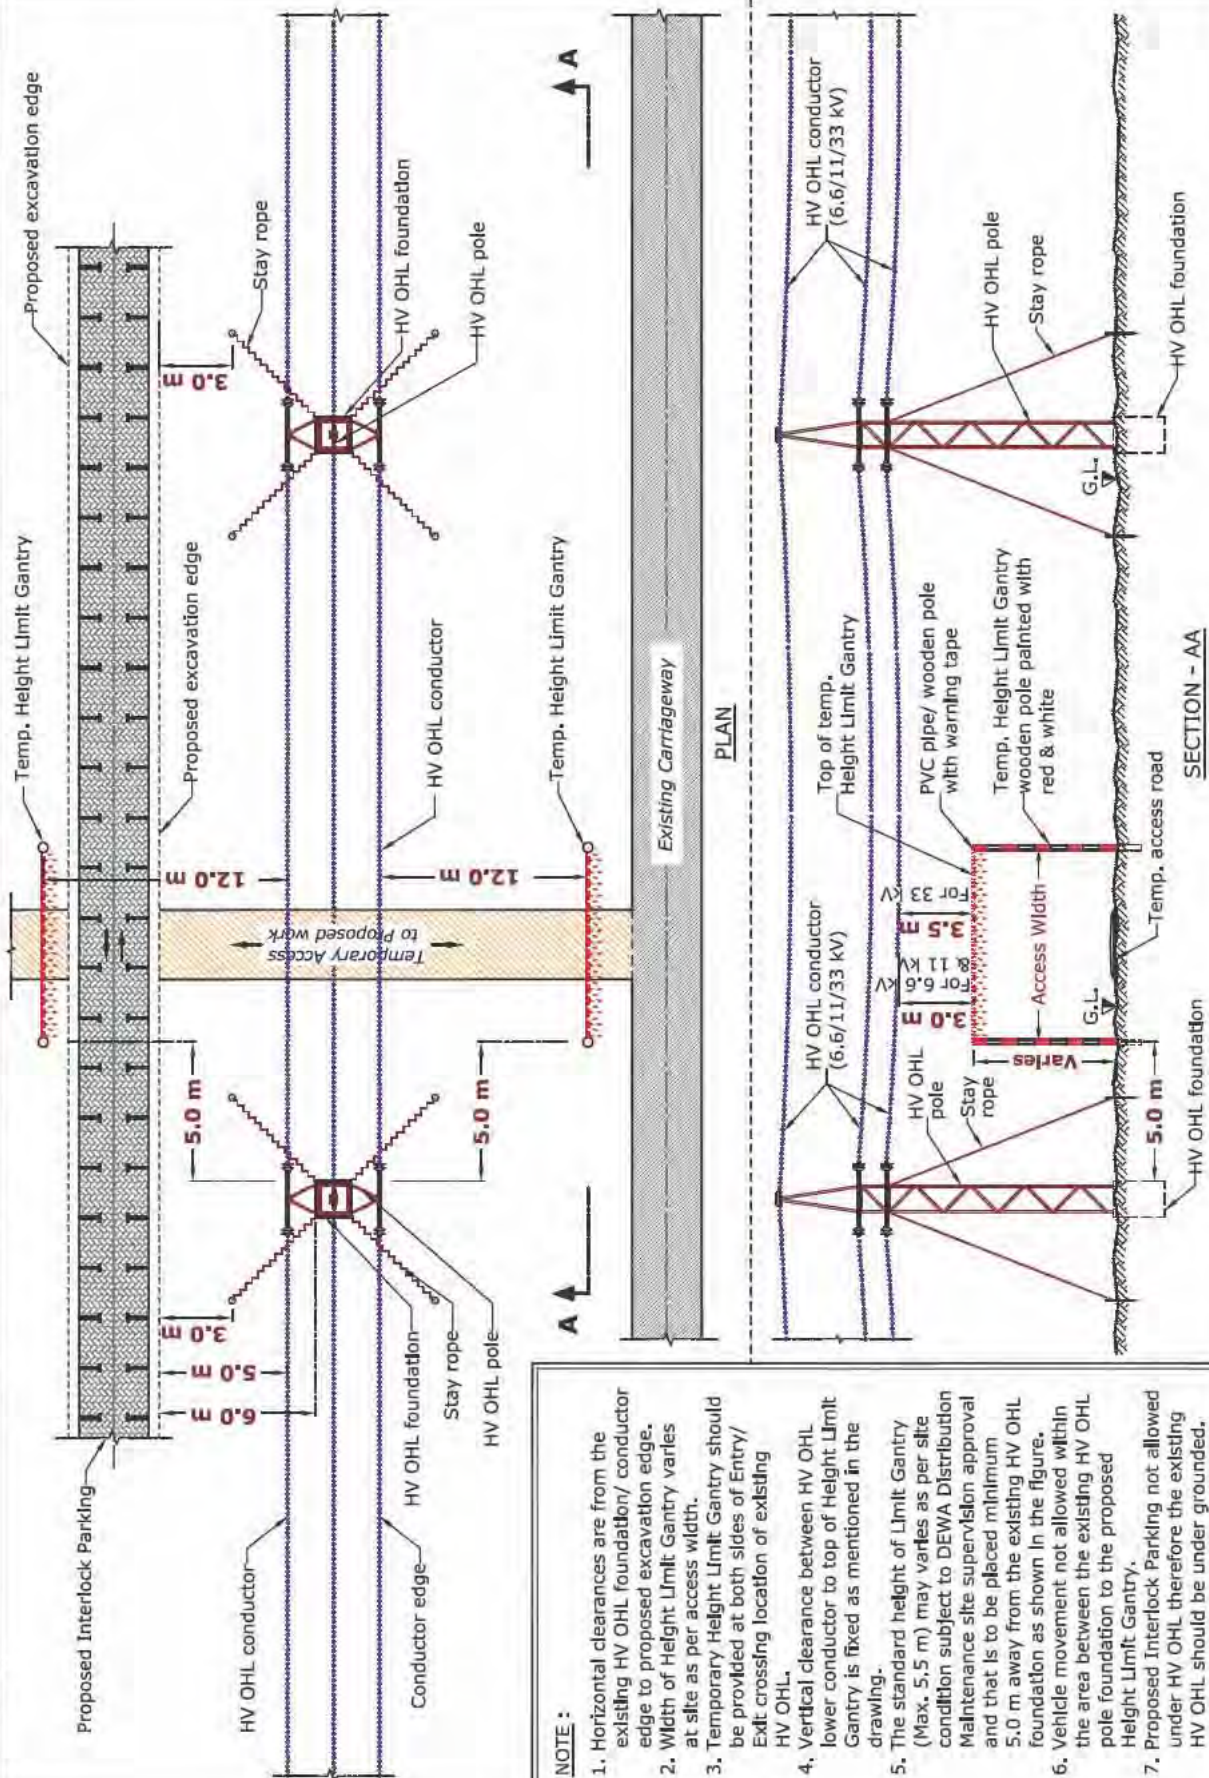 Proposed Interlock Parking
Temp. Height Limit Gantry
Proposed excavation edge
Proposed excavation edge
3.0 m
5.0 m
6.0 m
5.0 m
12.0 m
3.0 m
Stay rope
HV OHL foundation
HV OHL pole
HV OHL conductor
HV OHL conductor
Conductor edge
HV OHL foundation
Stay rope
HV OHL pole
5.0 m
12.0 m
Temporary Access
to Proposed work
Temp. Height Limit Gantry
A
A
Existing Carriageway
PLAN
HV OHL conductor
(6.6/11/33 kV)
HV OHL conductor
(6.6/11/33 kV)
Top of temp.
Height Limit Gantry
PVC pipe/ wooden pole
with warning tape
Temp. Height Limit Gantry
wooden pole painted with
red & white
3.0 m
For 6.6 kV
& 11 kV
3.5 m
For 33 kV
Access Width
Varies
HV OHL
pole
Stay
rope
G.L.
5.0 m
HV OHL foundation
Temp. access road
HV OHL pole
Stay rope
G.L.
HV OHL foundation
SECTION - AA
NOTE :
1. Horizontal clearances are from the
existing HV OHL foundation/ conductor
edge to proposed excavation edge.
2. Width of Height Limit Gantry varies
at site as per access width.
3. Temporary Height Limit Gantry should
be provided at both sides of Entry/
Exit crossing location of existing
HV OHL.
4. Vertical clearance between HV OHL
lower conductor to top of Height Limit
Gantry is fixed as mentioned in the
drawing.
5. The standard height of Limit Gantry
(Max. 5.5 m) may varies as per site
condition subject to DEWA Distribution
Maintenance site supervision approval
and that is to be placed minimum
5.0 m away from the existing HV OHL
foundation as shown in the figure.
6. Vehicle movement not allowed within
the area between the existing HV OHL
pole foundation to the proposed
Height Limit Gantry.
7. Proposed Interlock Parking not allowed
under HV OHL therefore the existing
HV OHL should be under grounded.